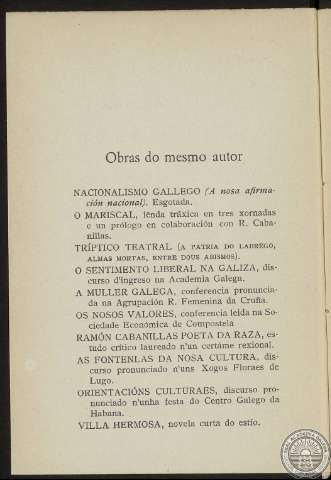 Obras do mesmo autor
NACIONALISMO GALLEGO (A nosa afirma-
ción nacional). Esgotada.
O MARISCAL, lênda tráxica en tres xornadas
e un prólogo en colaboración con R. Caba-
nillas.
TRÍPTICO TEATRAL (A PATRIA DO LABREGO,
ALMAS MORTAS, ENTRE DOUS ABISMOS).
O SENTIMENTO LIBERAL NA GALIZA, dis-
curso d'ingreso na Academia Galega.
A MULLER GALEGA, conferencia pronuncia-
da na Agrupación R. Femenina da Cruña.
OS NOSOS VALORES, conferencia leída na So-
ciedade Económica de Compostela
RAMÓN CABANILLAS POETA DA RAZA, es-
tudo crítico laureado n'un certáme rexional.
AS FONTENLAS DA NOSA CULTURA, dis-
curso pronunciado n'uns Xogos Floraes de
Lugo.
ORIENTACIÓNS CULTURAES, discurso pro-
nunciado n'unha festa do Centro Galego da
Habana.
VILLA HERMOSA, novela curta do estío.